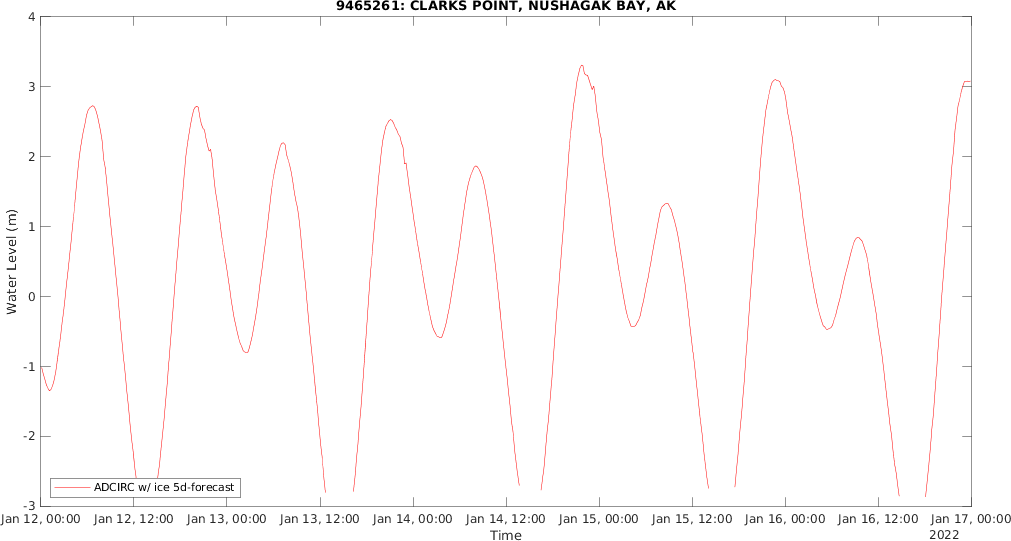 9465261: CLARKS POINT, NUSHAGAK BAY, AK
4
3
2
1
0
-1
-2
-3
Water Level (m)
ADCIRC w/ ice 5d-forecast
Jan 12, 00:00 Jan 12, 12:00 Jan 13, 00:00 Jan 13, 12:00 Jan 14, 00:00 Jan 14, 12:00 Jan 15, 00:00 Jan 15, 12:00 Jan 16, 00:00 Jan 16, 12:00 Jan 17, 00:00
Time
2022